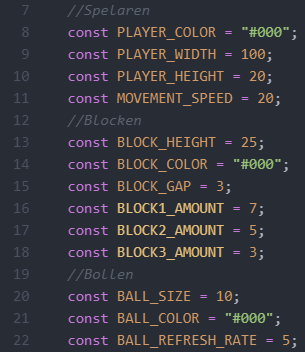 7 //Spelaren
8 const PLAYER_COLOR = "#000";
9 const PLAYER_WIDTH = 100;
10 const PLAYER_HEIGHT = 20;
11 const MOVEMENT_SPEED = 20;
12 //Blocken
13 const BLOCK_HEIGHT = 25;
14 const BLOCK_COLOR = "#000";
15 const BLOCK_GAP = 3;
16 const BLOCK1_AMOUNT = 7;
17 const BLOCK2_AMOUNT = 5;
18 const BLOCK3_AMOUNT = 3;
19 //Bollen
20 const BALL_SIZE = 10;
21 const BALL_COLOR = "#000";
22 const BALL_REFRESH_RATE = 5;